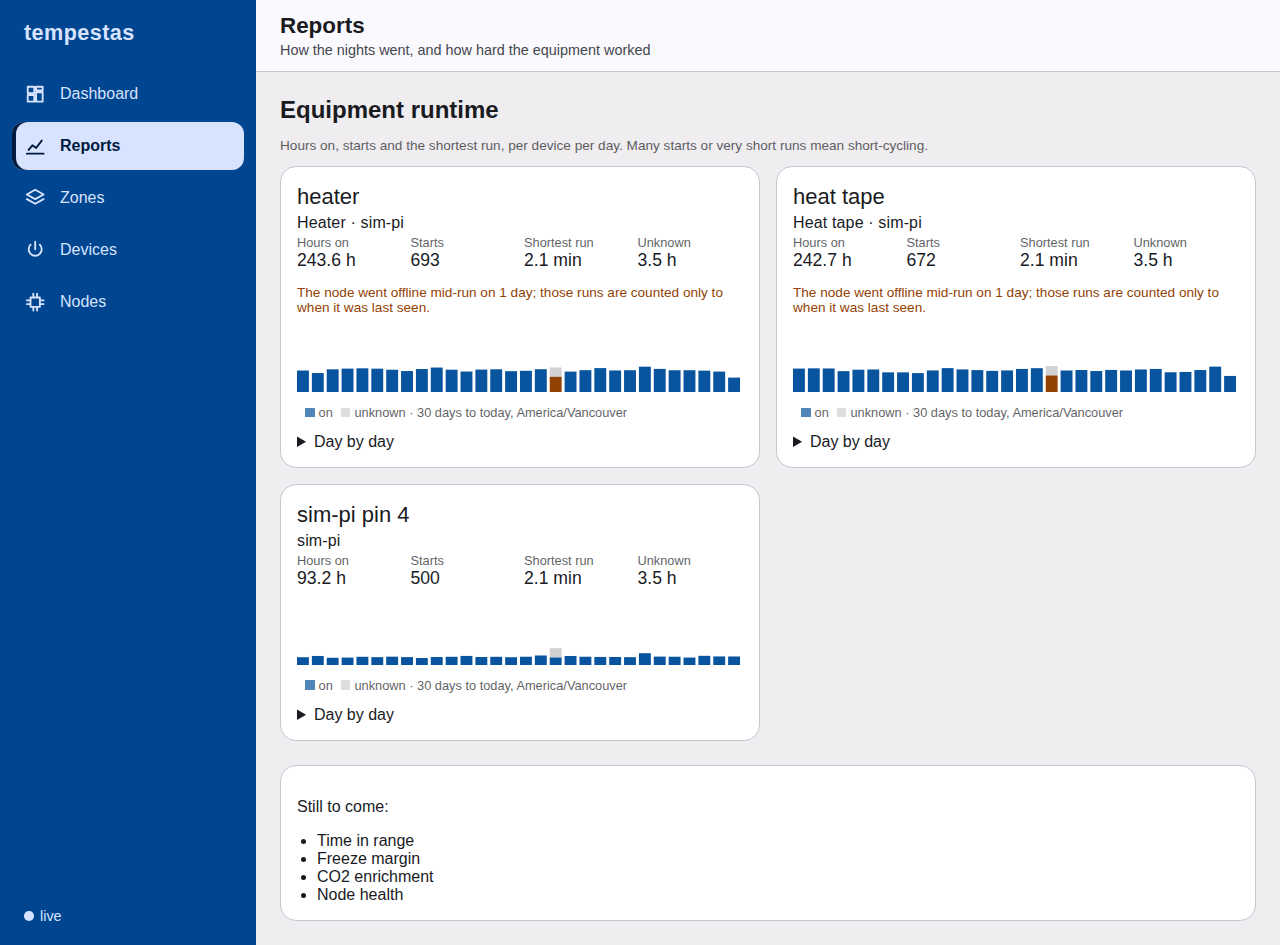 tempestas
Dashboard
Reports
Zones
Devices
Nodes
live
Reports
How the nights went, and how hard the equipment worked
Equipment runtime
Hours on, starts and the shortest run, per device per day. Many starts or very short runs mean short-cycling.
heater
Heater · sim-pi
Hours on Starts Shortest run Unknown
243.6 h 693 2.1 min 3.5 h
The node went offline mid-run on 1 day; those runs are counted only to
when it was last seen.
on unknown · 30 days to today, America/Vancouver
Day by day
heat tape
Heat tape · sim-pi
Hours on Starts Shortest run Unknown
242.7 h 672 2.1 min 3.5 h
The node went offline mid-run on 1 day; those runs are counted only to
when it was last seen.
on unknown · 30 days to today, America/Vancouver
Day by day
sim-pi pin 4
sim-pi
Hours on Starts Shortest run Unknown
93.2 h 500 2.1 min 3.5 h
on unknown · 30 days to today, America/Vancouver
Day by day
Still to come:
Time in range
Freeze margin
CO2 enrichment
Node health